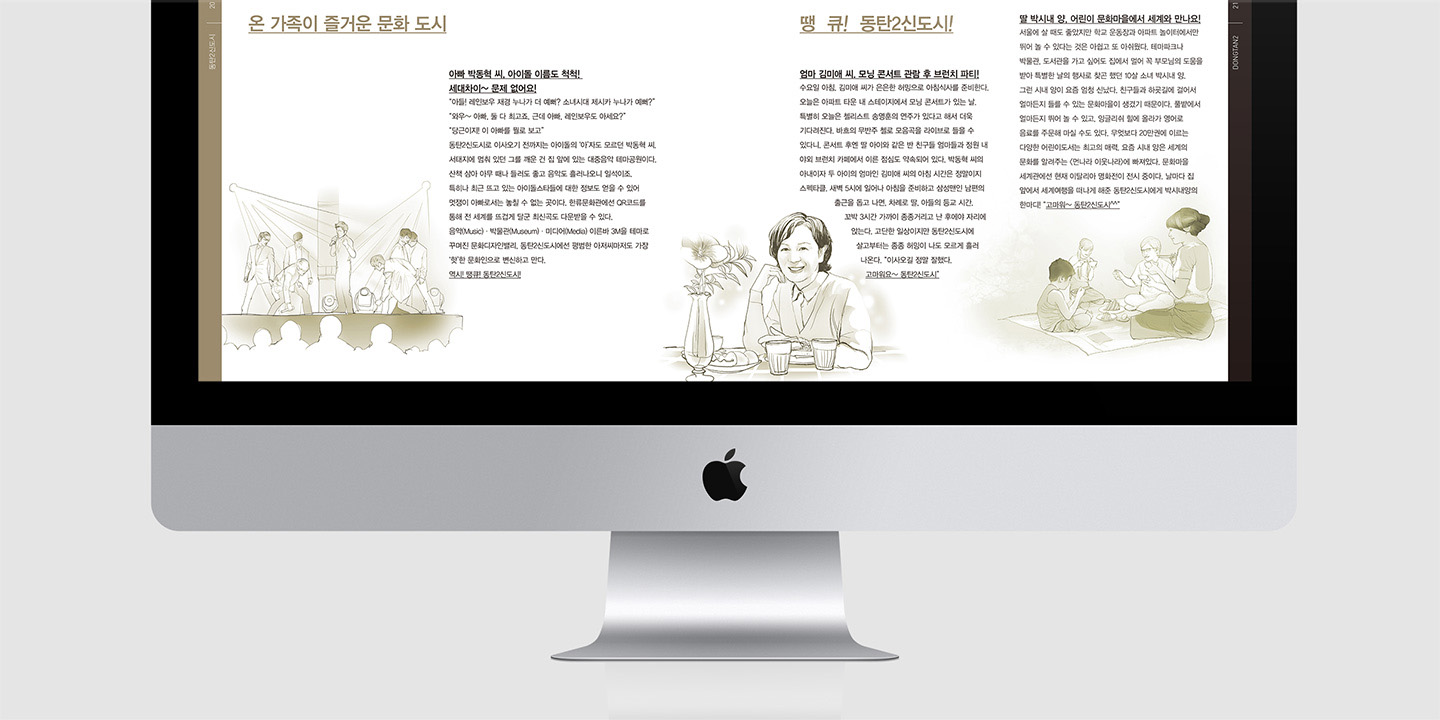 20
동탄2신도시
온 가족이 즐거운 문화 도시
아빠 박동혁 씨, 아이돌 이름도 척척!
세대차이~ 문제 없어요!
"아들! 레인보우 재경 누나가 더 예뻐? 소녀시대 제시카 누나가 예뻐?"
"와우~ 아빠, 둘 다 최고죠, 근데 아빠, 레인보우도 아세요?"
"당근이지! 이 아빠를 뭘로 보고"
동탄2신도시로 이사오기 전까지는 아이돌의 '아'자도 모르던 박동혁 씨.
서태지에 멈춰 있던 그를 깨운 건 집 앞에 있는 대중음악 테마공원이다.
산책 삼아 아무 때나 들러도 좋고 음악도 흘러나오니 일석이조.
특히나 최근 뜨고 있는 아이돌스타들에 대한 정보도 얻을 수 있어
멋쟁이 아빠로서는 놓칠 수 없는 곳이다. 한류문화관에선 QR코드를
통해 전 세계를 뜨겁게 달군 최신곡도 다운받을 수 있다.
음악(Music) · 박물관(Museum) · 미디어(Media) 이른바 3M을 테마로
꾸며진 문화디자인밸리, 동탄2신도시에선 평범한 아저씨마저도 가장
'핫'한 문화인으로 변신하고 만다.
역시! 땡큐! 동탄2신도시!
땡 큐! 동탄2신도시!
엄마 김미애 씨, 모닝 콘서트 관람 후 브런치 파티!
수요일 아침, 김미애 씨가 은은한 허밍으로 아침식사를 준비한다.
오늘은 아파트 타운 내 스테이지에서 모닝 콘서트가 있는 날.
특별히 오늘은 첼리스트 송영훈의 연주가 있다고 해서 더욱
기다려진다. 바흐의 무반주 첼로 모음곡을 라이브로 들을 수
있다니, 콘서트 후엔 딸 아이와 같은 반 친구들 엄마들과 정원 내
야외 브런치 카페에서 이른 점심도 약속되어 있다. 박동혁 씨의
아내이자 두 아이의 엄마인 김미애 씨의 아침 시간은 정말이지
스펙타클, 새벽 5시에 일어나 아침을 준비하고 삼성맨인 남편의
출근을 돕고 나면, 차례로 딸, 아들의 등교 시간.
꼬박 3시간 가까이 종종거리고 난 후에야 자리에
앉는다. 고단한 일상이지만 동탄2신도시에
살고부터는 종종 허밍이 나도 모르게 흘러
나온다. "이사오길 정말 잘했다.
고마워요~ 동탄2신도시"
딸 박시내 양, 어린이 문화마을에서 세계와 만나요!
서울에 살 때도 좋았지만 학교 운동장과 아파트 놀이터에서만
뛰어 놀 수 있다는 것은 아쉽고 또 아쉬웠다. 테마파크나
박물관, 도서관을 가고 싶어도 집에서 멀어 꼭 부모님의 도움을
받아 특별한 날의 행사로 찾곤 했던 10살 소녀 박시내 양.
그런 시내 양이 요즘 엄청 신났다. 친구들과 하굣길에 걸어서
얼마든지 들를 수 있는 문화마을이 생겼기 때문이다. 풀밭에서
얼마든지 뛰어 놀 수 있고, 잉글리쉬 힐에 올라가 영어로
음료를 주문해 마실 수도 있다. 무엇보다 20만권에 이르는
다양한 어린이도서는 최고의 매력. 요즘 시내 양은 세계의
문화를 알려주는 <먼나라 이웃나라>에 빠져있다. 문화마을
세계관에선 현재 이탈리아 명화전이 전시 중이다. 날마다 집
앞에서 세계여행을 떠나게 해준 동탄2신도시에게 박시내양의
한마디! "고마워~ 동탄2신도시^^"
21
DONGTAN2